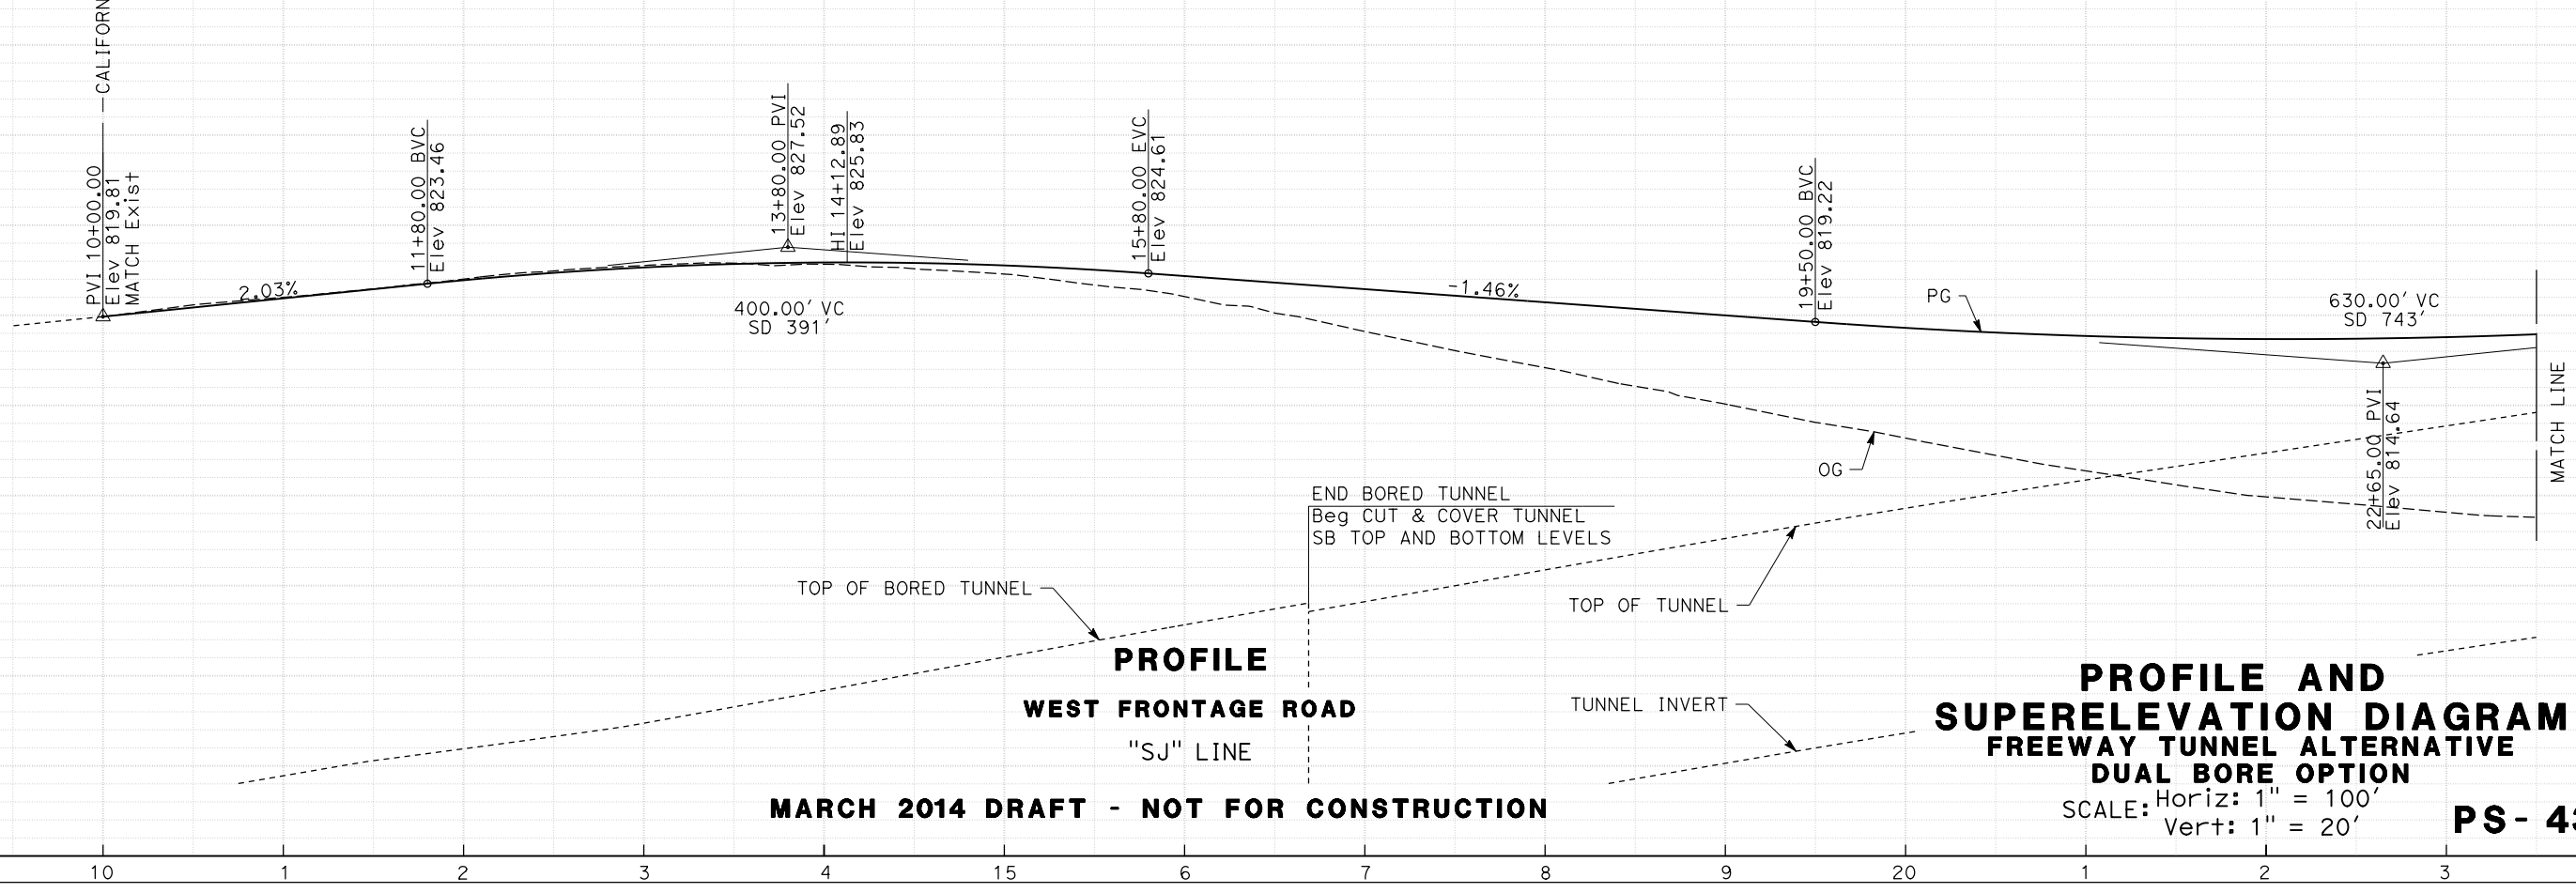 CALIFORN
PVI 10+00.00
Elev 819.81
MATCH Exist
2.03%
11+80.00 BVC
Elev 823.46
13+80.00 PVI
Elev 827.52
HI 14+12.89
Elev 825.83
400.00' VC
SD 391'
15+80.00 EVC
Elev 824.61
-1.46%
19+50.00 BVC
Elev 819.22
PG
630.00' VC
SD 743'
22+65.00 PVI
Elev 814.64
MATCH LINE
OG
END BORED TUNNEL
Beg CUT & COVER TUNNEL
SB TOP AND BOTTOM LEVELS
TOP OF BORED TUNNEL
TOP OF TUNNEL
TUNNEL INVERT
PROFILE
WEST FRONTAGE ROAD
"SJ" LINE
MARCH 2014 DRAFT - NOT FOR CONSTRUCTION
PROFILE AND
SUPERELEVATION DIAGRAM
FREEWAY TUNNEL ALTERNATIVE
DUAL BORE OPTION
SCALE: Horiz: 1" = 100'
Vert: 1" = 20'
PS- 4
10 1 2 3 4 15 6 7 8 9 20 1 2 3